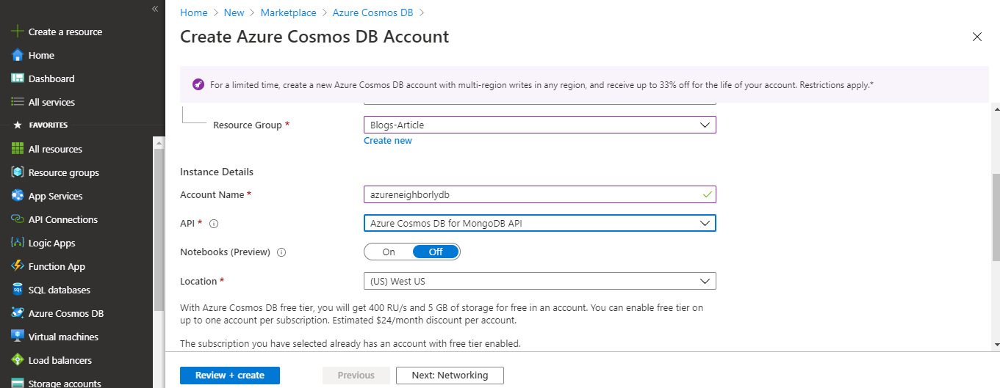 «
Create a resource
Home
Dashboard
All services
FAVORITES
All resources
Resource groups
App Services
API Connections
Logic Apps
Function App
SQL databases
Azure Cosmos DB
Virtual machines
Load balancers
Storage accounts
Home > New > Marketplace > Azure Cosmos DB >
Create Azure Cosmos DB Account
For a limited time, create a new Azure Cosmos DB account with multi-region writes in any region, and receive up to 33% off for the life of your account. Restrictions apply.*
Resource Group * Blogs-Article
Create new
Instance Details
Account Name * azureneighborlydb
API * Azure Cosmos DB for MongoDB API
Notebooks (Preview) On Off
Location * (US) West US
With Azure Cosmos DB free tier, you will get 400 RU/s and 5 GB of storage for free in an account. You can enable free tier on
up to one account per subscription. Estimated $24/month discount per account.
The subscription you have selected already has an account with free tier enabled.
Review + create Previous Next: Networking